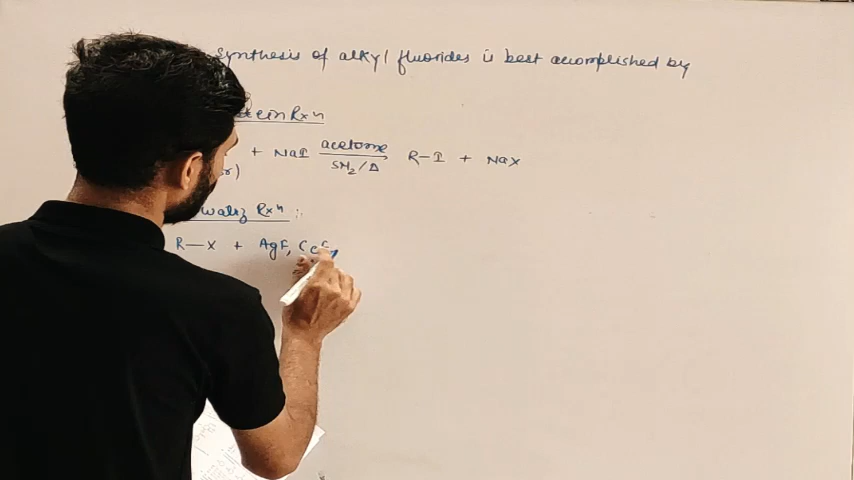 Synthesis of alkyl fluorides is best accomplished by
Rxn
+ NaI acetone R-I + NaX
SN2/Δ
Rxn :
R-X + AgF,